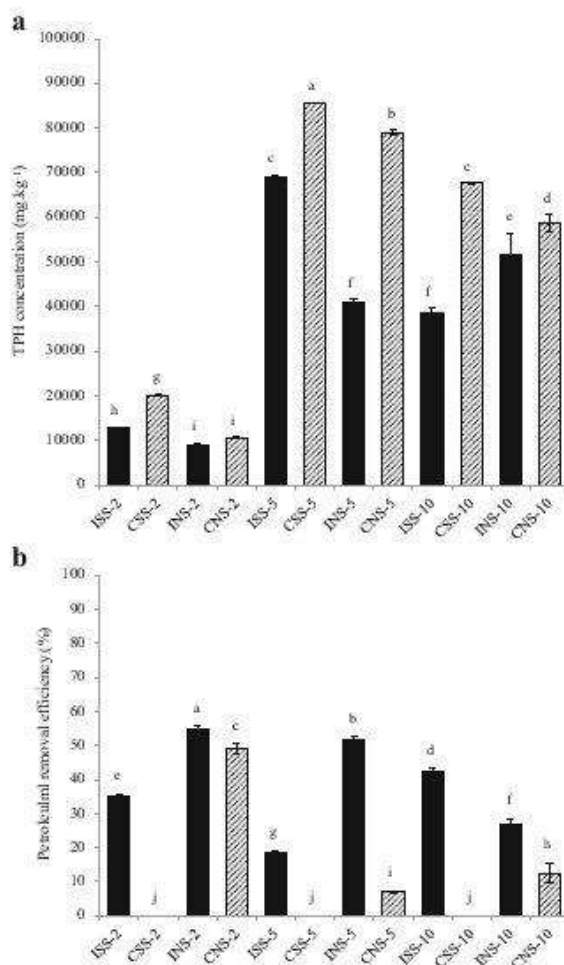 a
TPH concentration (mg.kg-1)
100000
90000
80000
70000
60000
50000
40000
30000
20000
10000
0
h
g
i
i
c
a
f
b
f
c
e
d
ISS-2
CSS-2
INS-2
CNS-2
ISS-5
CSS-5
INS-5
CNS-5
ISS-10
CSS-10
INS-10
CNS-10
b
Petroleulml removal efficiency (%)
100
90
80
70
60
50
40
30
20
10
0
e
j
a
c
g
j
b
i
d
j
f
h
ISS-2
CSS-2
INS-2
CNS-2
ISS-5
CSS-5
INS-5
CNS-5
ISS-10
CSS-10
INS-10
CNS-10